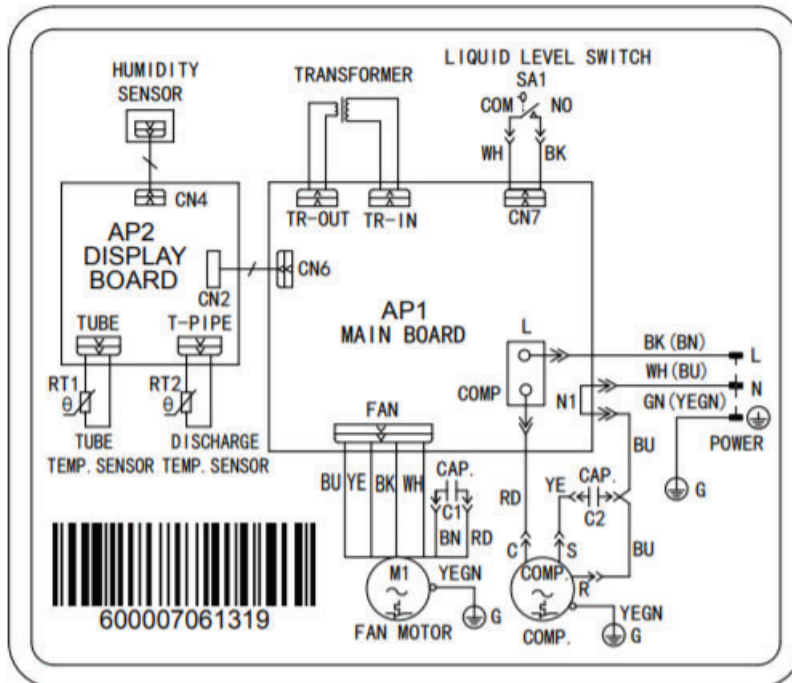 HUMIDITY
SENSOR
TRANSFORMER
LIQUID LEVEL SWITCH
SA1
COM
NO
WH
BK
CN4
TR-OUT
TR-IN
CN7
AP2
DISPLAY
BOARD
CN2
CN6
AP1
MAIN BOARD
TUBE
T-PIPE
L
COMP
BK(BN)
L
WH(BU)
N
N1
GN(YEGN)
POWER
RT1
θ
RT2
θ
TUBE
TEMP. SENSOR
DISCHARGE
TEMP. SENSOR
FAN
BU
YE
BK
WH
CAP.
C1
BN
RD
RD
YE
CAP.
C2
BU
G
C
S
BU
M1
YEGN
G
FAN MOTOR
COMP.
R
YEGN
G
COMP.
600007061319